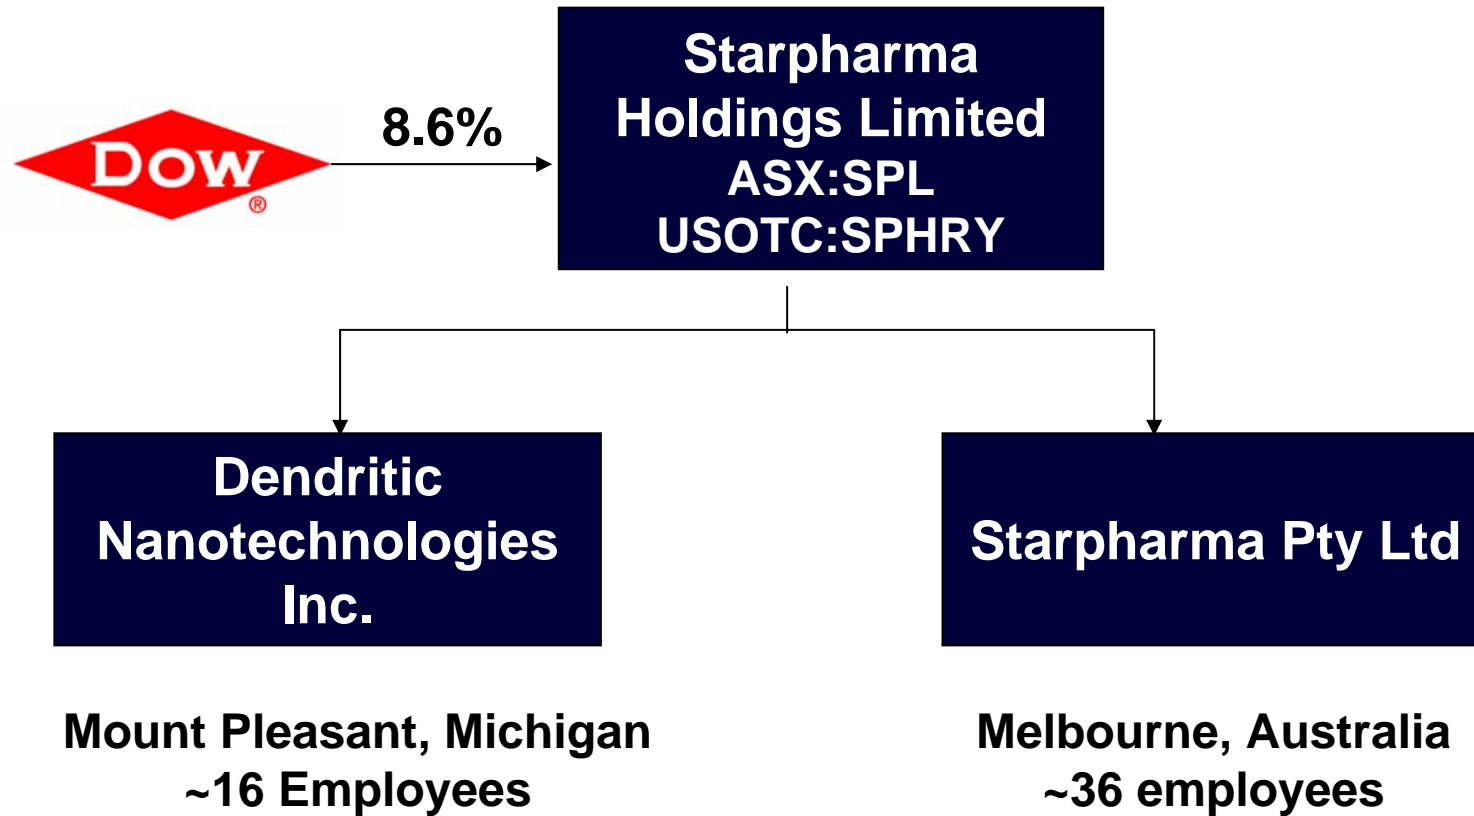 Starpharma
Holdings Limited
ASX:SPL
USOTC:SPHRY
8.6%
DOW
®
Dendritic
Nanotechnologies
Inc.
Starpharma Pty Ltd
Mount Pleasant, Michigan
~16 Employees
Melbourne, Australia
~36 employees